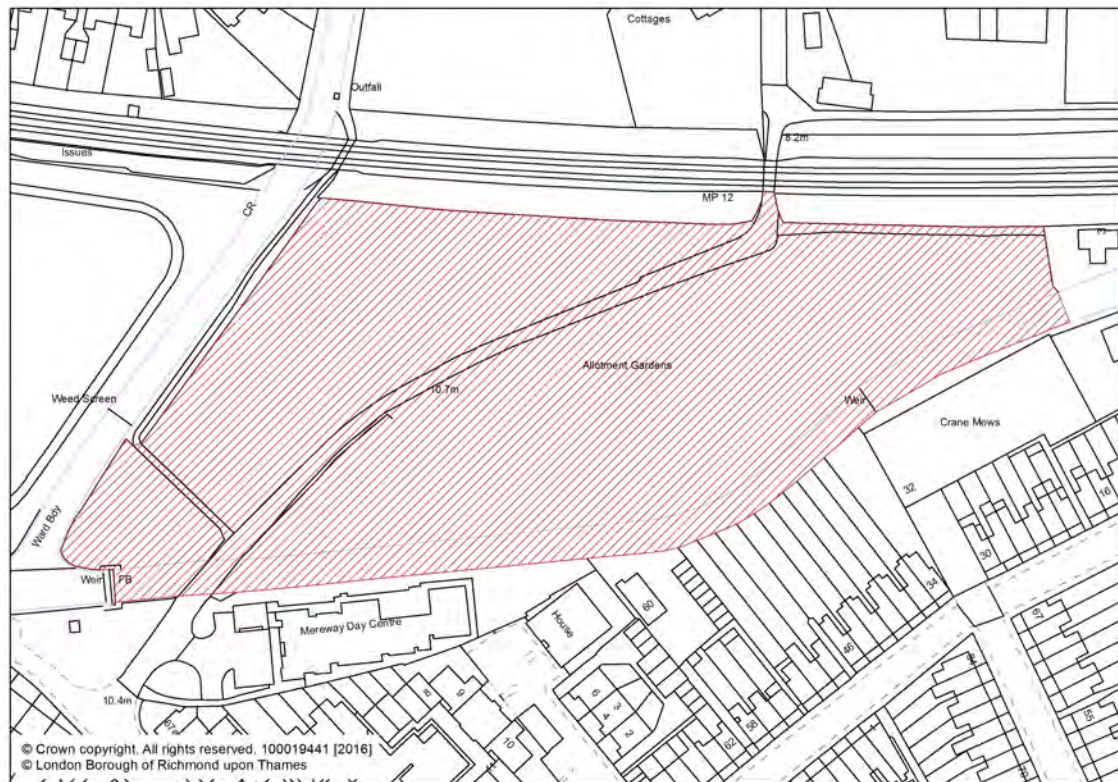 Cottages
Outfall
8.2m
Issues
MP 12
CR
Allotment Gardens
10.7m
Weed Screen
Weir
Crane Mews
32
16
30
Ward Bdy
Weir
FB
Mereway Day Centre
House
60
34
67
46
10.4m
8
9
6
3
4
2
58
62
10
55
© Crown copyright. All rights reserved. 100019441 [2016]
© London Borough of Richmond upon Thames